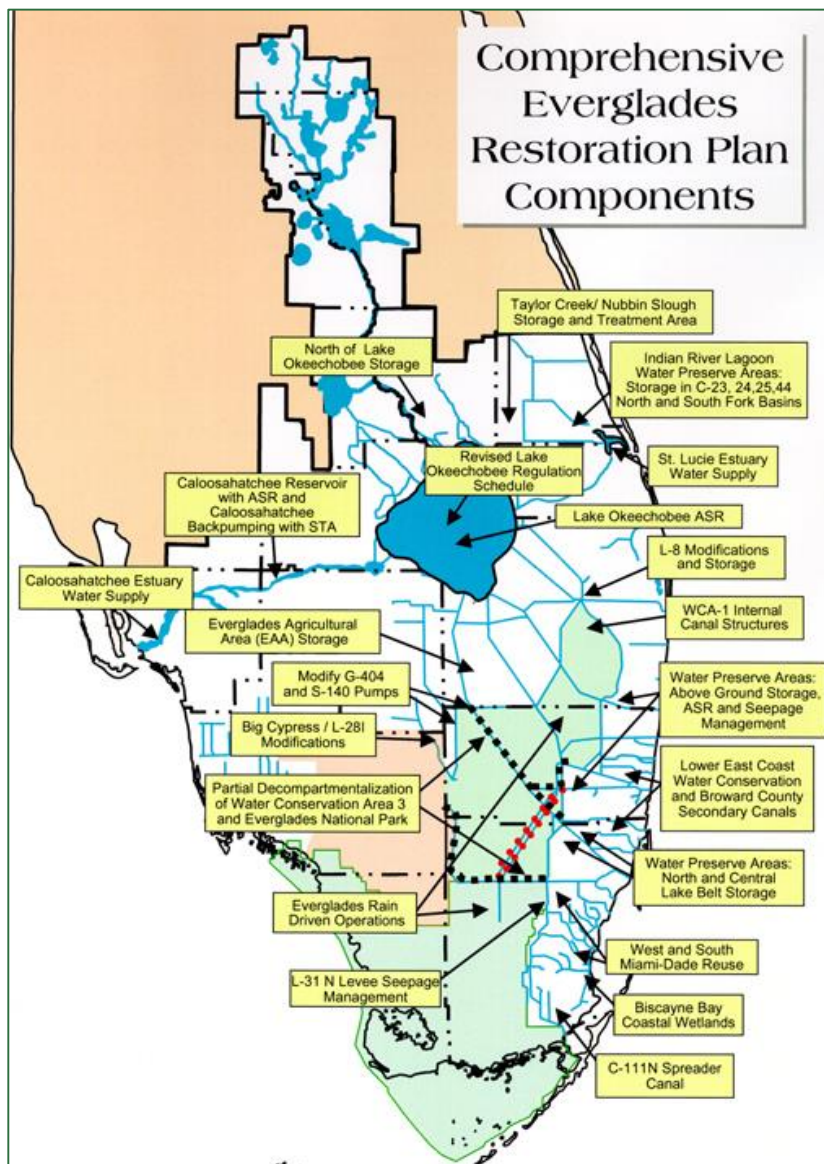 Comprehensive
Everglades
Restoration Plan
Components
Taylor Creek/ Nubbin Slough
Storage and Treatment Area
North of Lake
Okeechobee Storage
Indian River Lagoon
Water Preserve Areas:
Storage in C-23, 24,25,44
North and South Fork Basins
Revised Lake
Okeechobee Regulation
Schedule
St. Lucie Estuary
Water Supply
Caloosahatchee Reservoir
with ASR and
Caloosahatchee
Backpumping with STA
Lake Okeechobee ASR
L-8 Modifications
and Storage
Caloosahatchee Estuary
Water Supply
WCA-1 Internal
Canal Structures
Everglades Agricultural
Area (EAA) Storage
Modify G-404
and S-140 Pumps
Water Preserve Areas:
Above Ground Storage,
ASR and Seepage
Management
Big Cypress / L-28I
Modifications
Lower East Coast
Water Conservation
and Broward County
Secondary Canals
Partial Decompartmentalization
of Water Conservation Area 3
and Everglades National Park
Water Preserve Areas:
North and Central
Lake Belt Storage
Everglades Rain
Driven Operations
West and South
Miami-Dade Reuse
L-31 N Levee Seepage
Management
Biscayne Bay
Coastal Wetlands
C-111N Spreader
Canal